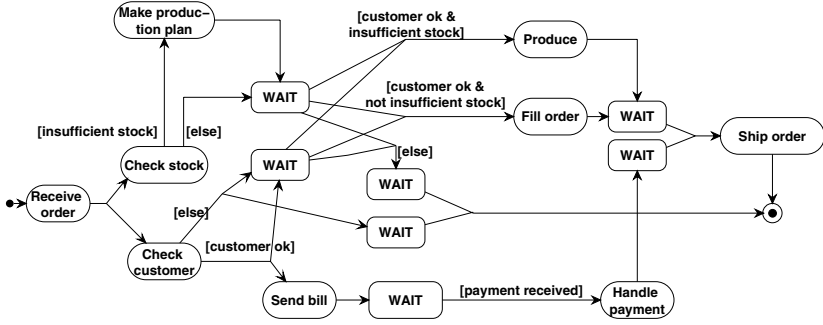 Make produc-
tion plan
[customer ok &
insufficient stock]
Produce
WAIT
[customer ok &
not insufficient stock]
[insufficient stock]
[else]
Fill order
WAIT
Ship order
Check stock
WAIT
[else]
WAIT
WAIT
Receive
order
[else]
WAIT
Check
customer
[customer ok]
Send bill
WAIT
[payment received]
Handle
payment